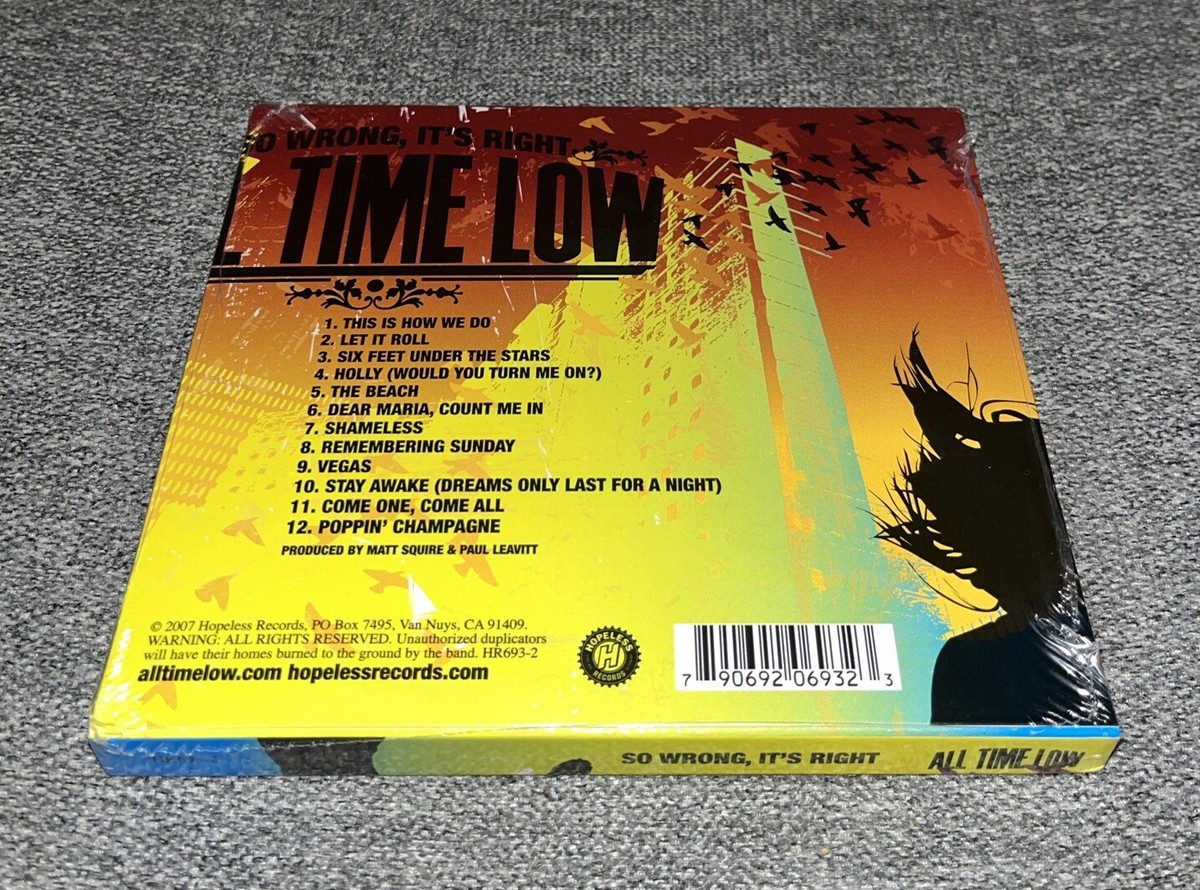 SO WRONG, IT'S RIGHT.
L TIME LOW
1. THIS IS HOW WE DO
2. LET IT ROLL
3. SIX FEET UNDER THE STARS
4. HOLLY (WOULD YOU TURN ME ON?)
5. THE BEACH
6. DEAR MARIA, COUNT ME IN
7. SHAMELESS
8. REMEMBERING SUNDAY
9. VEGAS
10. STAY AWAKE (DREAMS ONLY LAST FOR A NIGHT)
11. COME ONE, COME ALL
12. POPPIN' CHAMPAGNE
PRODUCED BY MATT SQUIRE & PAUL LEAVITT
© 2007 Hopeless Records, PO Box 7495, Van Nuys, CA 91409.
WARNING: ALL RIGHTS RESERVED. Unauthorized duplicators
will have their homes burned to the ground by the band. HR693-2
alltimelow.com hopelessrecords.com
HOPELESS
H
RECORDS
7 90692 06932 3
SO WRONG, IT'S RIGHT ALL TIME LOW